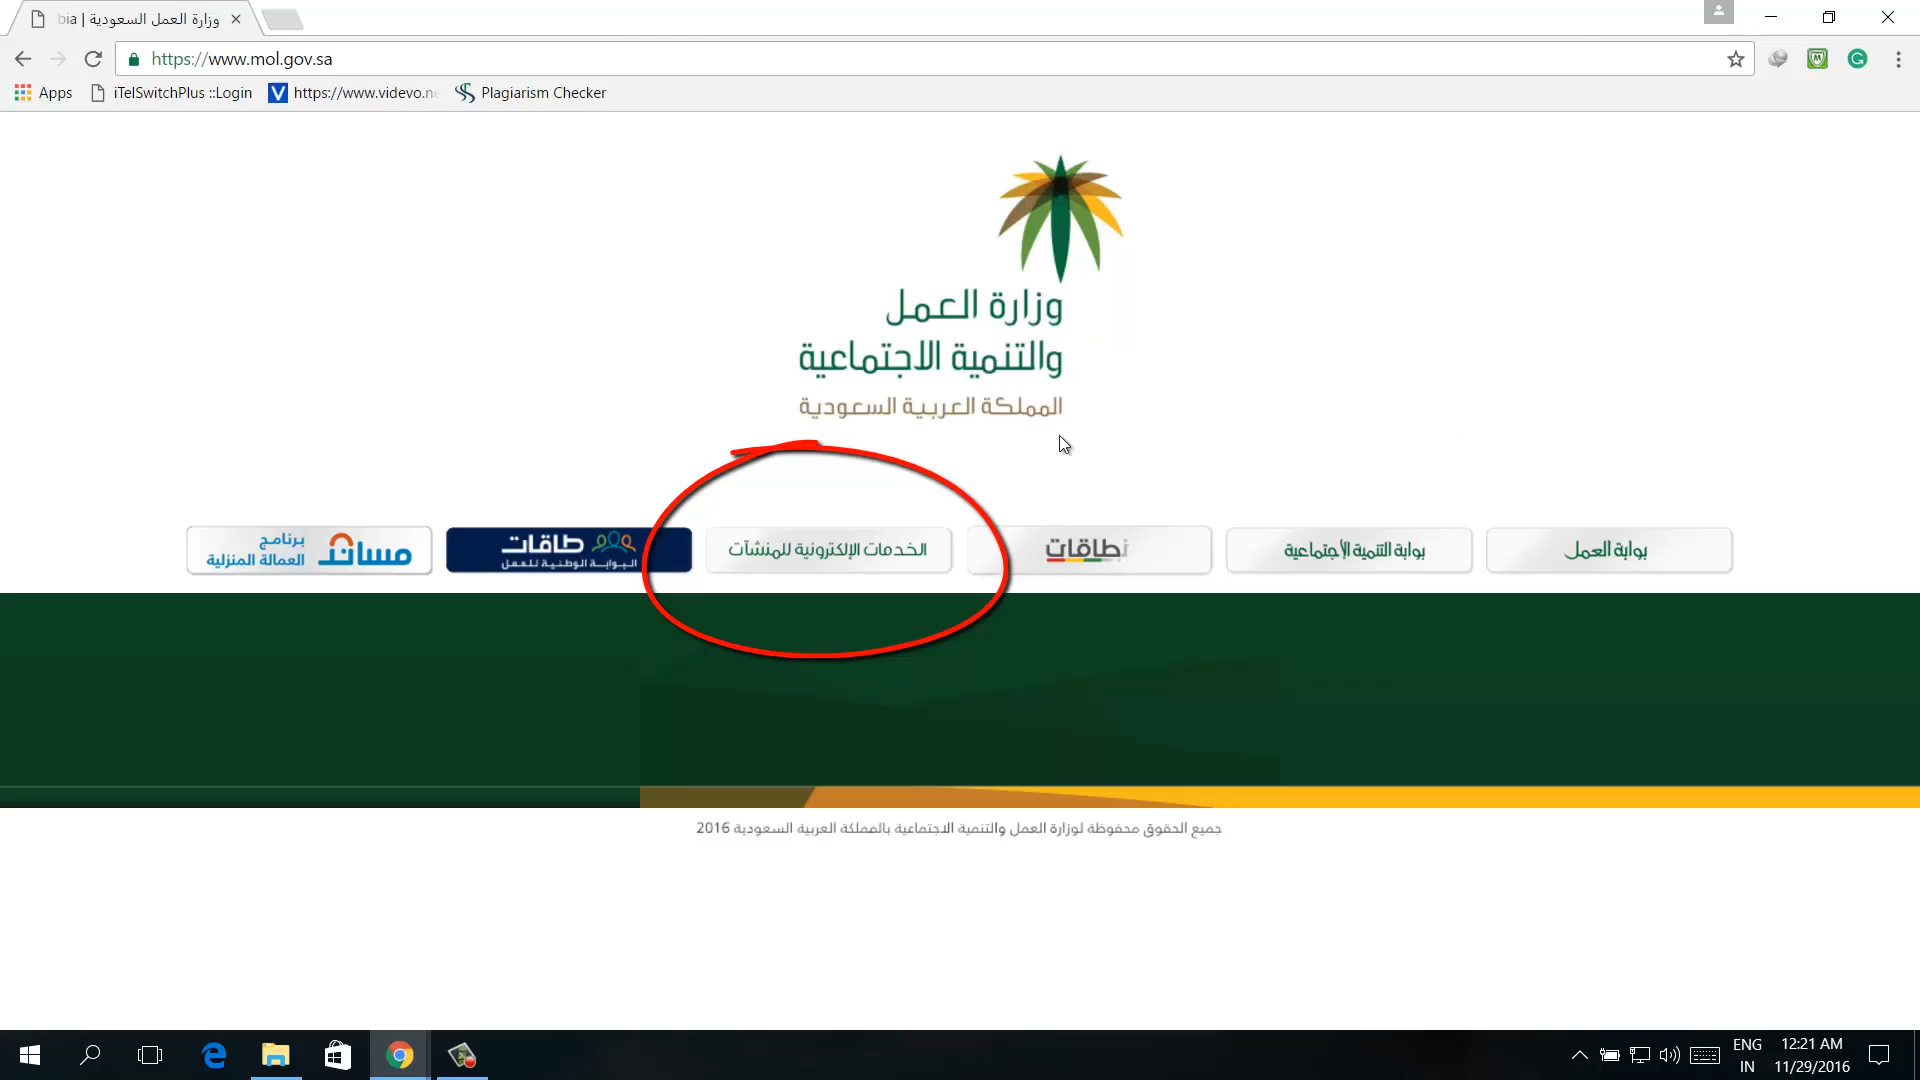 وزارة العمل السعودية | bia
https://www.mol.gov.sa
Apps
iTelSwitchPlus ::Login
V
https://www.videvo.ne
Plagiarism Checker
وزارة العمل
والتنمية الاجتماعية
المملكة العربية السعودية
بوابة العمل
بوابة التنمية الإجتماعية
نطاقات
الخدمات الإلكترونية للمنشآت
طاقات
البوابة الوطنية للعمل
مساند
برنامج
العمالة المنزلية
جميع الحقوق محفوظة لوزارة العمل والتنمية الاجتماعية بالمملكة العربية السعودية 2016
ENG
IN
12:21 AM
11/29/2016